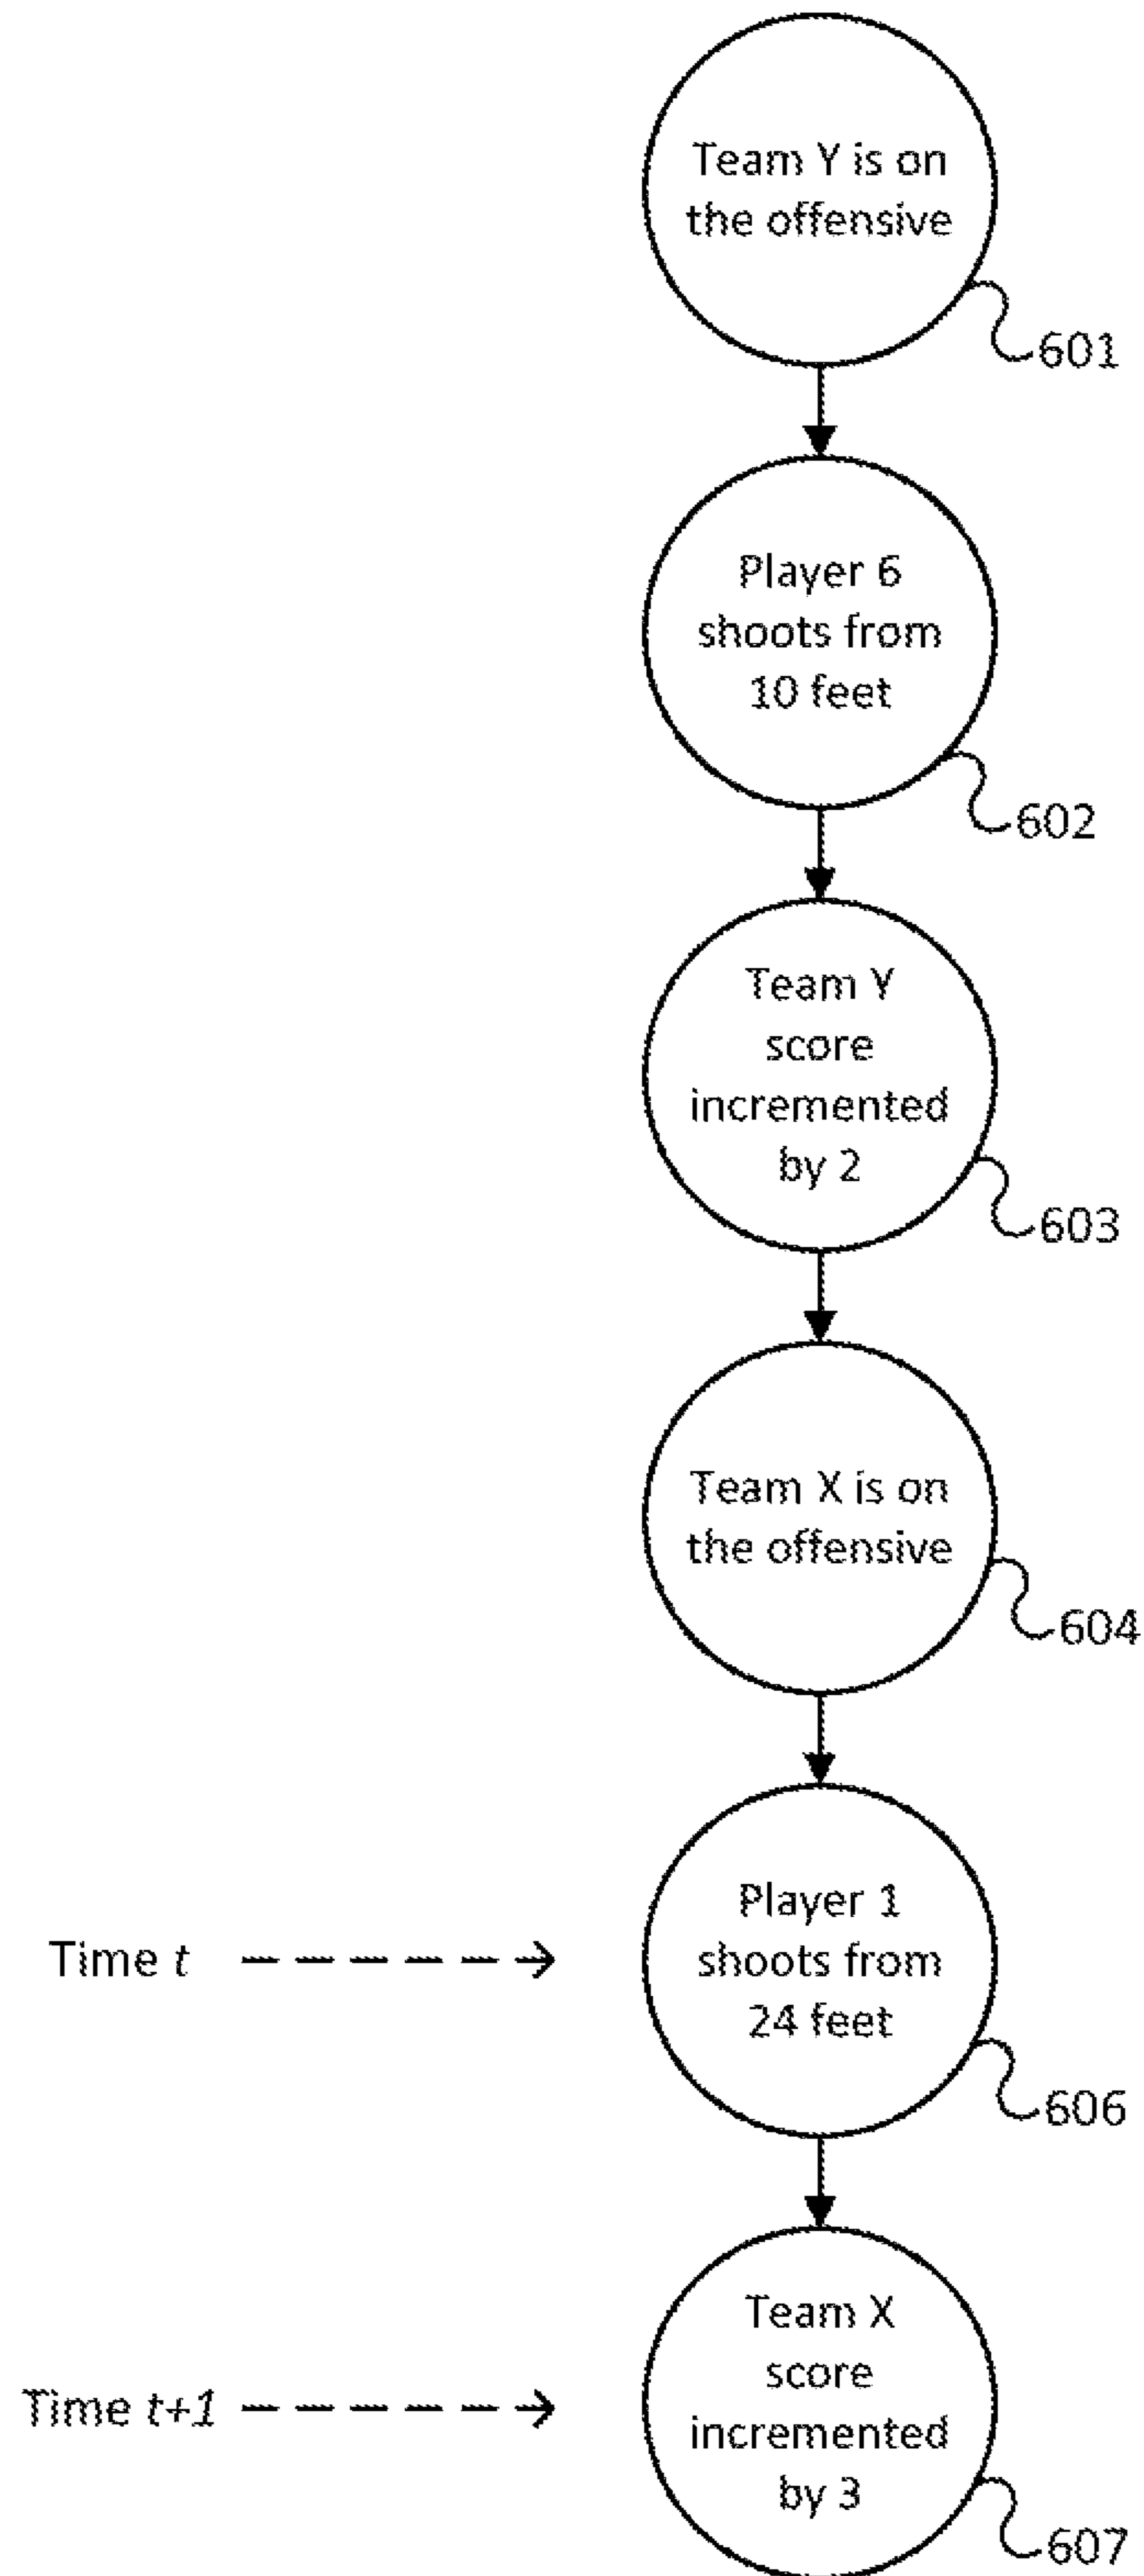 Team Y is on
the offensive
601
Player 6
shoots from
10 feet
602
Team Y
score
incremented
by 2
603
Team X is on
the offensive
604
Time t
Player 1
shoots from
24 feet
606
Time t+1
Team X
score
incremented
by 3
607